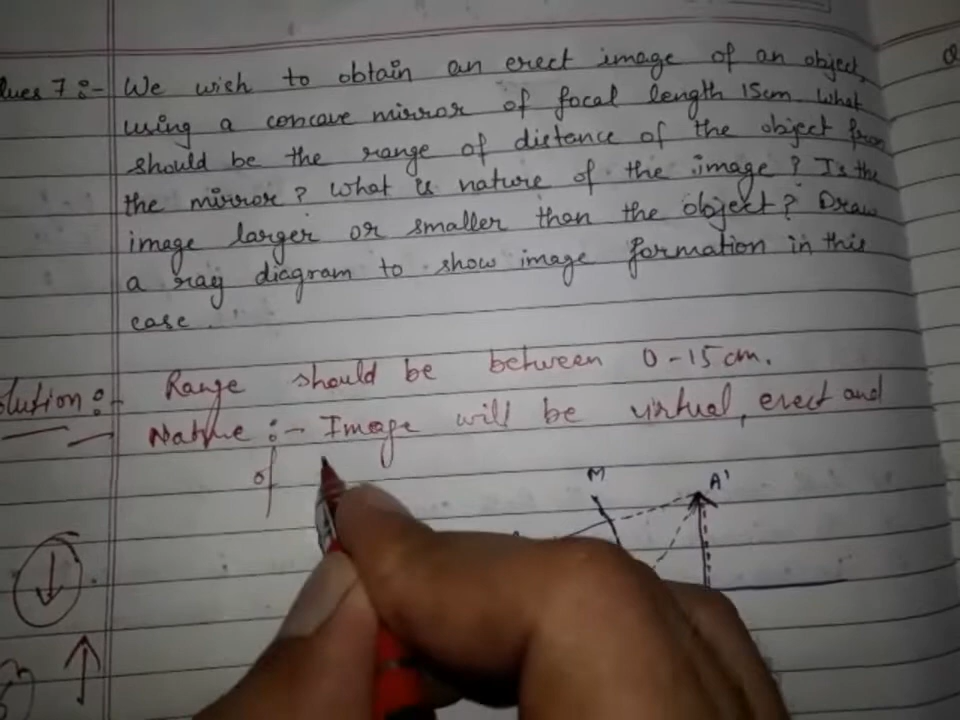 Ques 7 :- We wish to obtain an erect image of an object,
using a concave mirror of focal length 15cm. What
should be the range of distance of the object from
the mirror? What is nature of the image? Is the
image larger or smaller than the object? Draw
a ray diagram to show image formation in this
case.
olution :- Range should be between 0-15 cm.
Nature :- Image will be virtual, erect and
of
M
A'